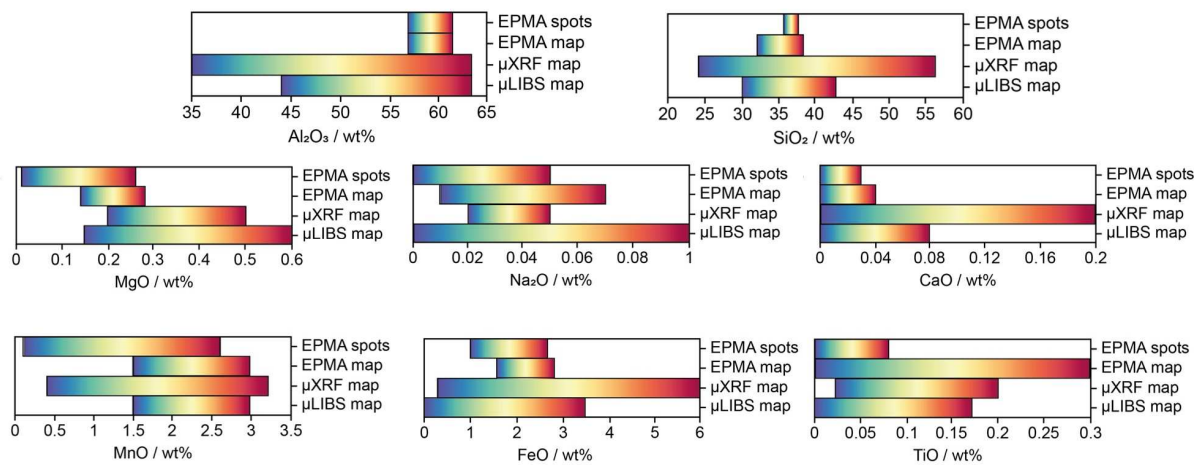 EPMA spots
EPMA map
μXRF map
μLIBS map
35 40 45 50 55 60 65
Al₂O₃ / wt%
EPMA spots
EPMA map
μXRF map
μLIBS map
20 25 30 35 40 45 50 55 60
SiO₂ / wt%
EPMA spots
EPMA map
μXRF map
μLIBS map
0 0.1 0.2 0.3 0.4 0.5 0.6
MgO / wt%
EPMA spots
EPMA map
μXRF map
μLIBS map
0 0.02 0.04 0.06 0.08 1
Na₂O / wt%
EPMA spots
EPMA map
μXRF map
μLIBS map
0 0.04 0.08 0.12 0.16 0.2
CaO / wt%
EPMA spots
EPMA map
μXRF map
μLIBS map
0 0.5 1 1.5 2 2.5 3 3.5
MnO / wt%
EPMA spots
EPMA map
μXRF map
μLIBS map
0 1 2 3 4 5 6
FeO / wt%
EPMA spots
EPMA map
μXRF map
μLIBS map
0 0.05 0.1 0.15 0.2 0.25 0.3
TiO / wt%